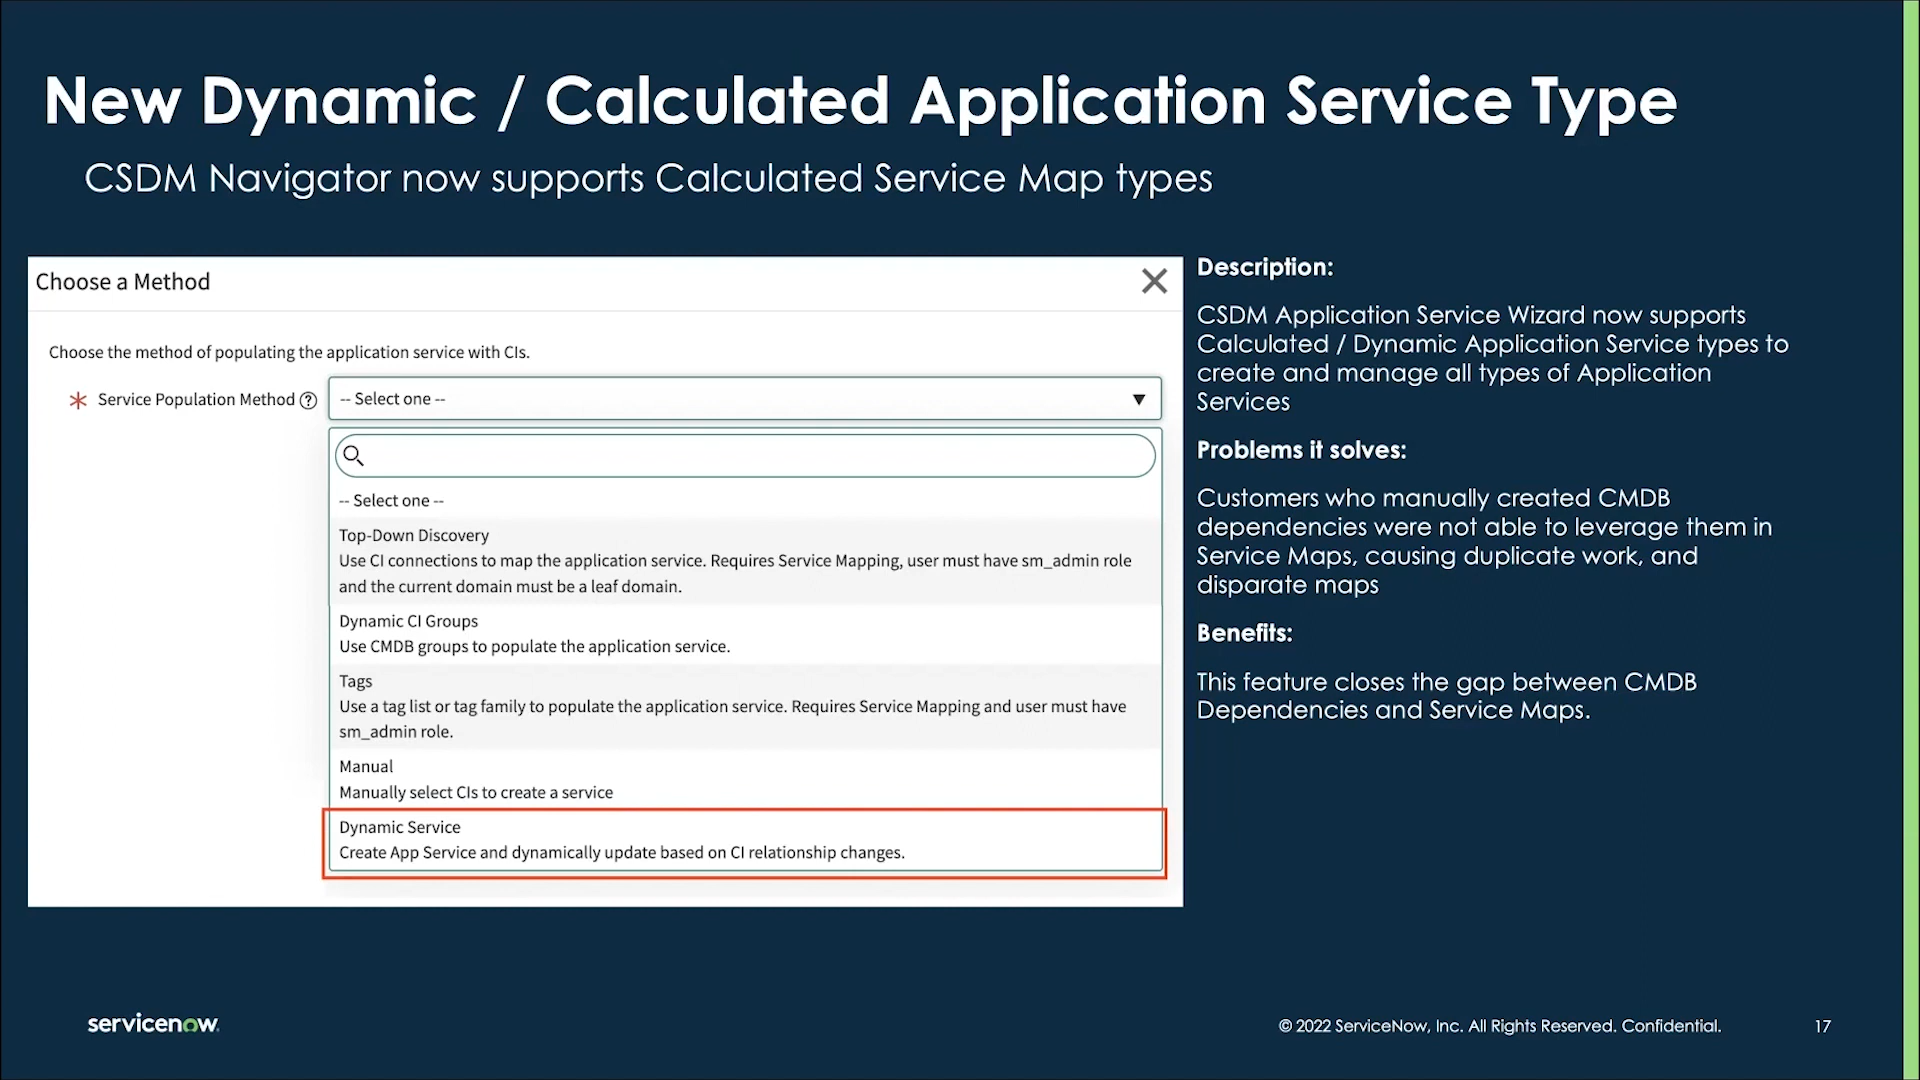 New Dynamic / Calculated Application Service Type
CSDM Navigator now supports Calculated Service Map types
Choose a Method
Choose the method of populating the application service with CIs.
Service Population Method
-- Select one --
-- Select one --
Top-Down Discovery
Use CI connections to map the application service. Requires Service Mapping, user must have sm_admin role
and the current domain must be a leaf domain.
Dynamic CI Groups
Use CMDB groups to populate the application service.
Tags
Use a tag list or tag family to populate the application service. Requires Service Mapping and user must have
sm_admin role.
Manual
Manually select CIs to create a service
Dynamic Service
Create App Service and dynamically update based on CI relationship changes.
Description:
CSDM Application Service Wizard now supports
Calculated / Dynamic Application Service types to
create and manage all types of Application
Services
Problems it solves:
Customers who manually created CMDB
dependencies were not able to leverage them in
Service Maps, causing duplicate work, and
disparate maps
Benefits:
This feature closes the gap between CMDB
Dependencies and Service Maps.
servicenow.
© 2022 ServiceNow, Inc. All Rights Reserved. Confidential.
17